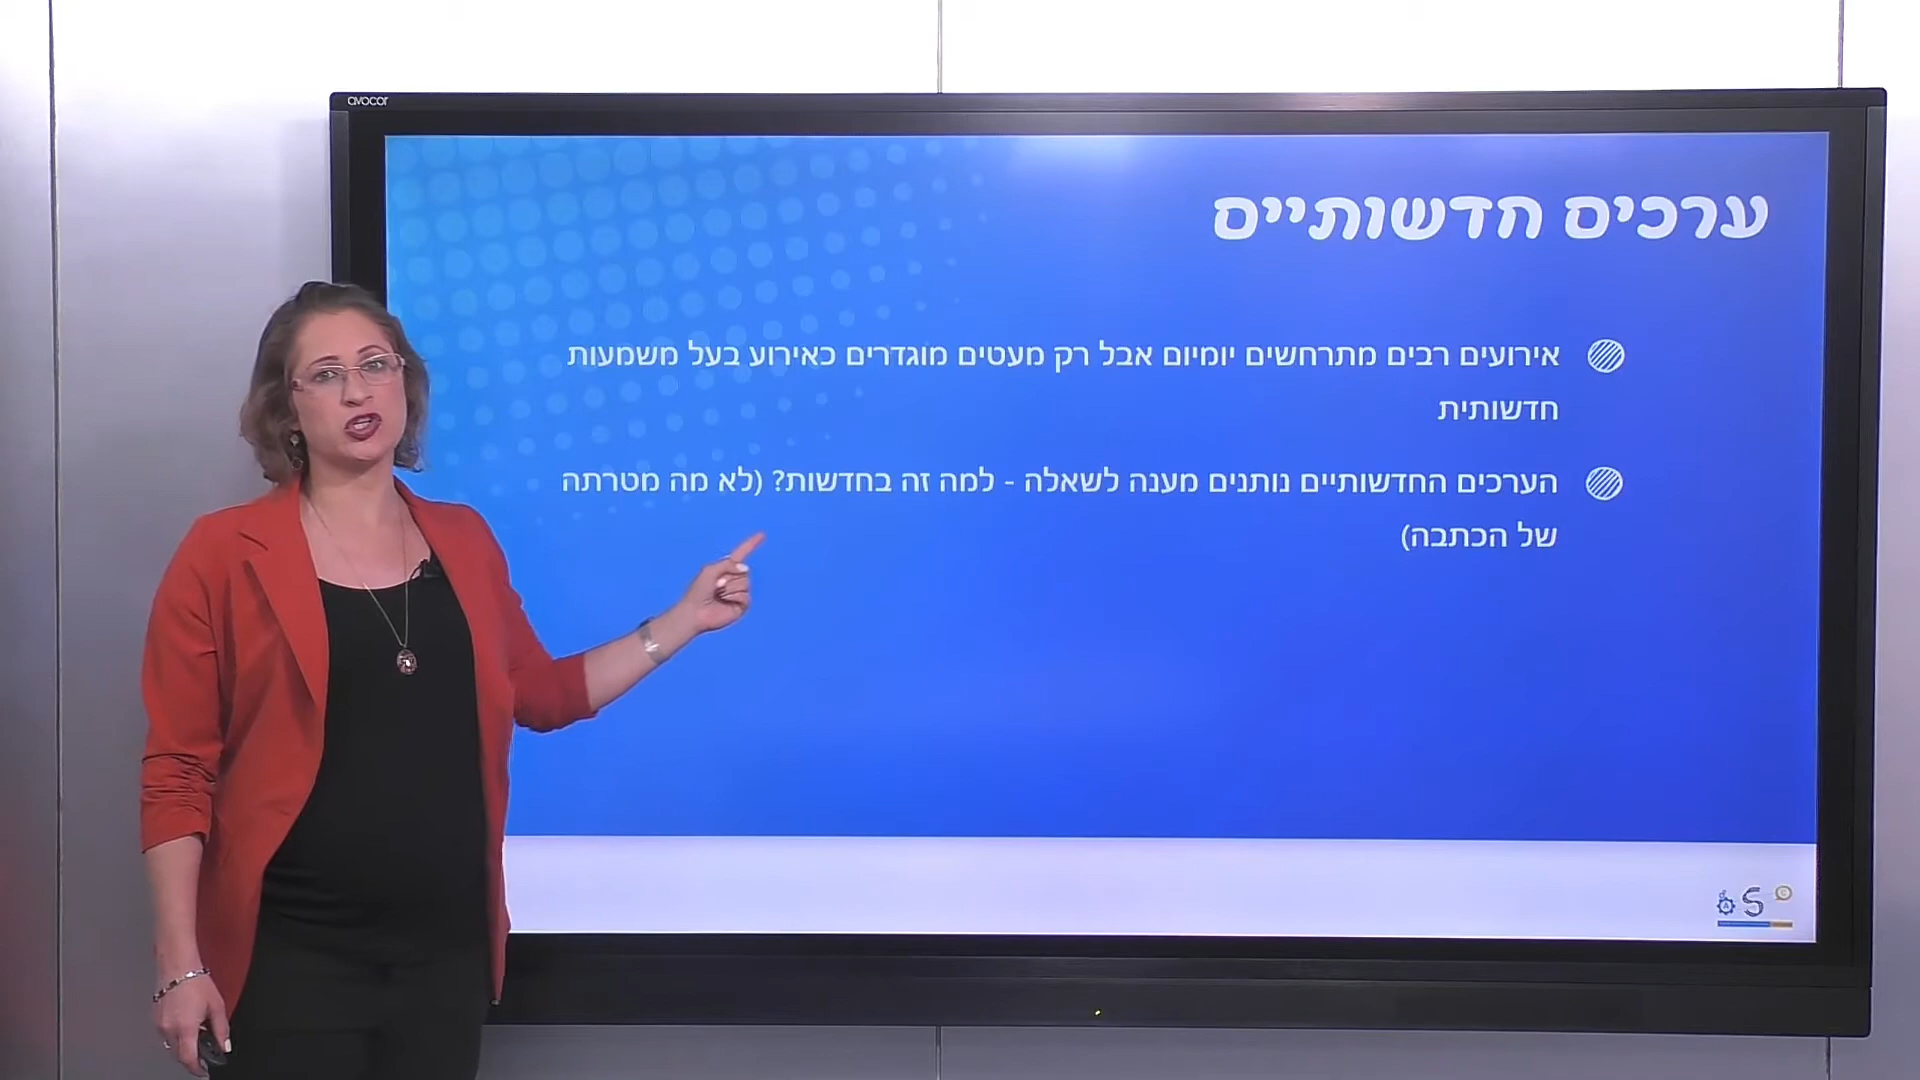 avocor
ערכים חדשותיים
אירועים רבים מתרחשים יומיום אבל רק מעטים מוגדרים כאירוע בעל משמעות
חדשותית
הערכים החדשותיים נותנים מענה לשאלה - למה זה בחדשות? (לא מה מטרתה
של הכתבה)